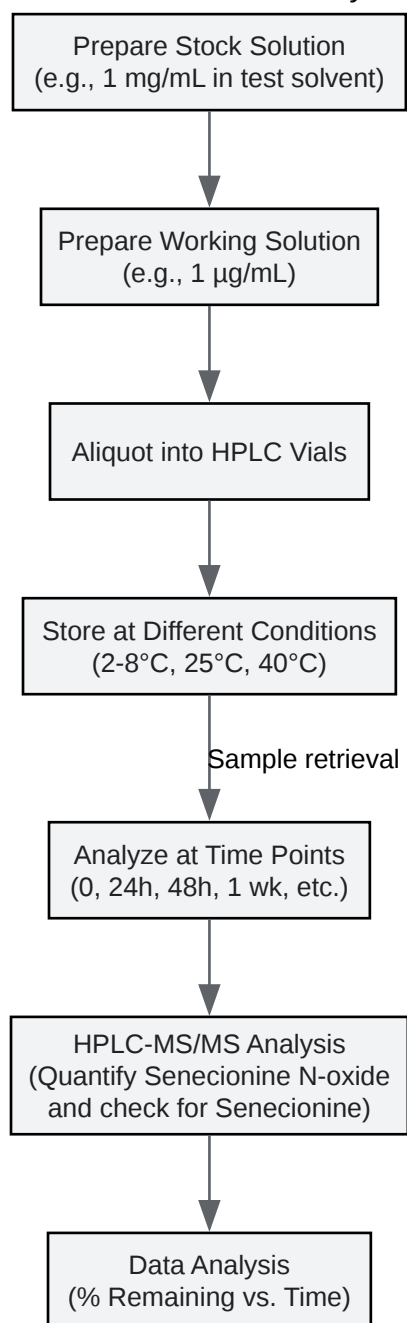 Prepare Stock Solution
(e.g., 1 mg/mL in test solvent)
Prepare Working Solution
(e.g., 1 µg/mL)
Aliquot into HPLC Vials
Store at Different Conditions
(2-8°C, 25°C, 40°C)
Sample retrieval
Analyze at Time Points
(0, 24h, 48h, 1 wk, etc.)
HPLC-MS/MS Analysis
(Quantify Senecionine N-oxide
and check for Senecionine)
Data Analysis
(% Remaining vs. Time)